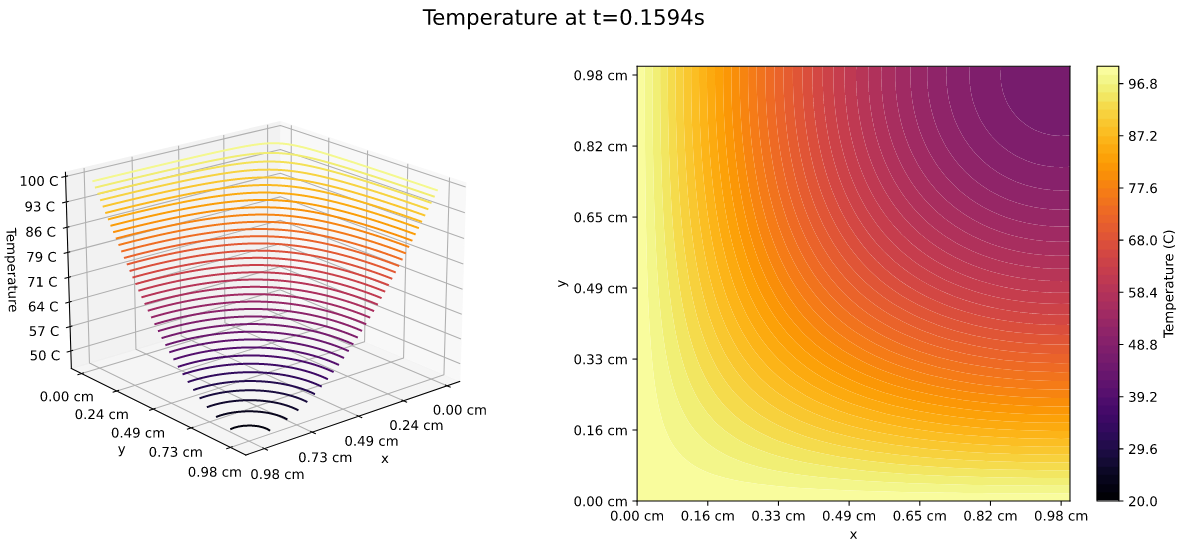 Temperature at t=0.1594s
100 C
93 C
86 C
79 C
71 C
64 C
57 C
50 C
Temperature
0.00 cm
0.24 cm
0.49 cm
0.73 cm
0.98 cm
y
0.98 cm
0.73 cm
0.49 cm
0.24 cm
0.00 cm
x
0.98 cm
0.82 cm
0.65 cm
0.49 cm
0.33 cm
0.16 cm
0.00 cm
y
0.00 cm
0.16 cm
0.33 cm
0.49 cm
0.65 cm
0.82 cm
0.98 cm
x
96.8
87.2
77.6
68.0
58.4
48.8
39.2
29.6
20.0
Temperature (C)